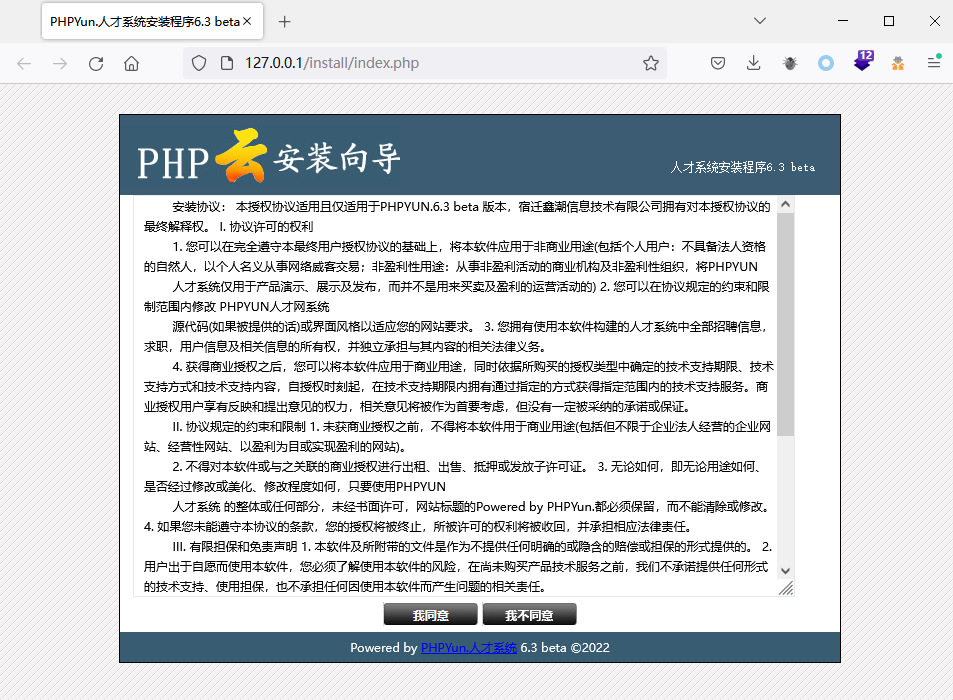 PHPYun.人才系统安装程序6.3 beta
127.0.0.1/install/index.php
12
PHP云安装向导
人才系统安装程序6.3 beta
安装协议： 本授权协议适用且仅适用于PHPYUN.6.3 beta 版本，宿迁鑫潮信息技术有限公司拥有对本授权协议的
最终解释权。 I. 协议许可的权利
1. 您可以在完全遵守本最终用户授权协议的基础上，将本软件应用于非商业用途(包括个人用户：不具备法人资格
的自然人，以个人名义从事网络威客交易；非盈利性用途：从事非盈利活动的商业机构及非盈利性组织，将PHPYUN
人才系统仅用于产品演示、展示及发布，而并不是用来买卖及盈利的运营活动的) 2. 您可以在协议规定的约束和限
制范围内修改 PHPYUN人才网系统
源代码(如果被提供的话)或界面风格以适应您的网站要求。 3. 您拥有使用本软件构建的人才系统中全部招聘信息，
求职，用户信息及相关信息的所有权，并独立承担与其内容的相关法律义务。
4. 获得商业授权之后，您可以将本软件应用于商业用途，同时依据所购买的授权类型中确定的技术支持期限、技术
支持方式和技术支持内容，自授权时刻起，在技术支持期限内拥有通过指定的方式获得指定范围内的技术支持服务。商
业授权用户享有反映和提出意见的权力，相关意见将被作为首要考虑，但没有一定被采纳的承诺或保证。
II. 协议规定的约束和限制 1. 未获商业授权之前，不得将本软件用于商业用途(包括但不限于企业法人经营的企业网
站、经营性网站、以盈利为目或实现盈利的网站)。
2. 不得对本软件或与之关联的商业授权进行出租、出售、抵押或发放子许可证。 3. 无论如何，即无论用途如何、
是否经过修改或美化、修改程度如何，只要使用PHPYUN
人才系统 的整体或任何部分，未经书面许可，网站标题的Powered by PHPYun.都必须保留，而不能清除或修改。
4. 如果您未能遵守本协议的条款，您的授权将被终止，所被许可的权利将被收回，并承担相应法律责任。
III. 有限担保和免责声明 1. 本软件及所附带的文件是作为不提供任何明确的或隐含的赔偿或担保的形式提供的。 2.
用户出于自愿而使用本软件，您必须了解使用本软件的风险，在尚未购买产品技术服务之前，我们不承诺提供任何形式
的技术支持、使用担保，也不承担任何因使用本软件而产生问题的相关责任。
我同意 我不同意
Powered by PHPYun.人才系统 6.3 beta ©2022